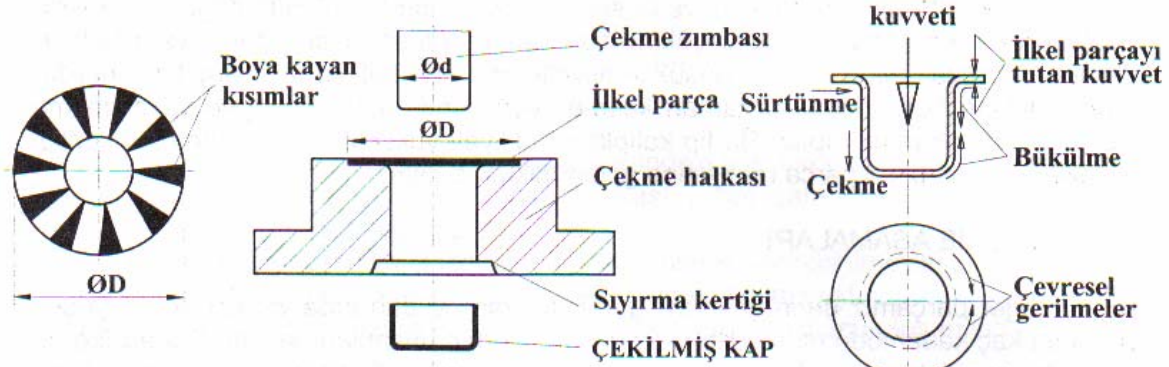 Boya kayan
kısımlar
ØD
Ød
ØD
Çekme zımbası
İlkel parça
Çekme halkası
Sıyırma kertiği
ÇEKİLMİŞ KAP
kuvveti
İlkel parçayı
tutan kuvvet
Sürtünme
Bükülme
Çekme
Çevresel
gerilmeler